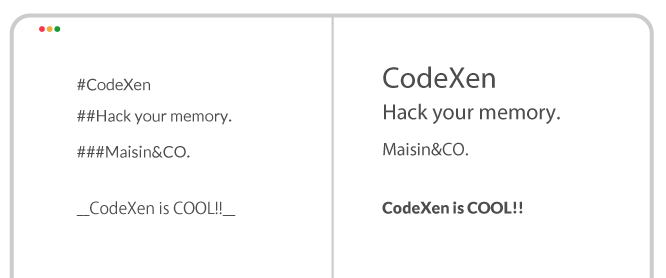 #CodeXen
##Hack your memory.
###Maisin&CO.
__CodeXen is COOL!!__
CodeXen
Hack your memory.
Maisin&CO.
CodeXen is COOL!!